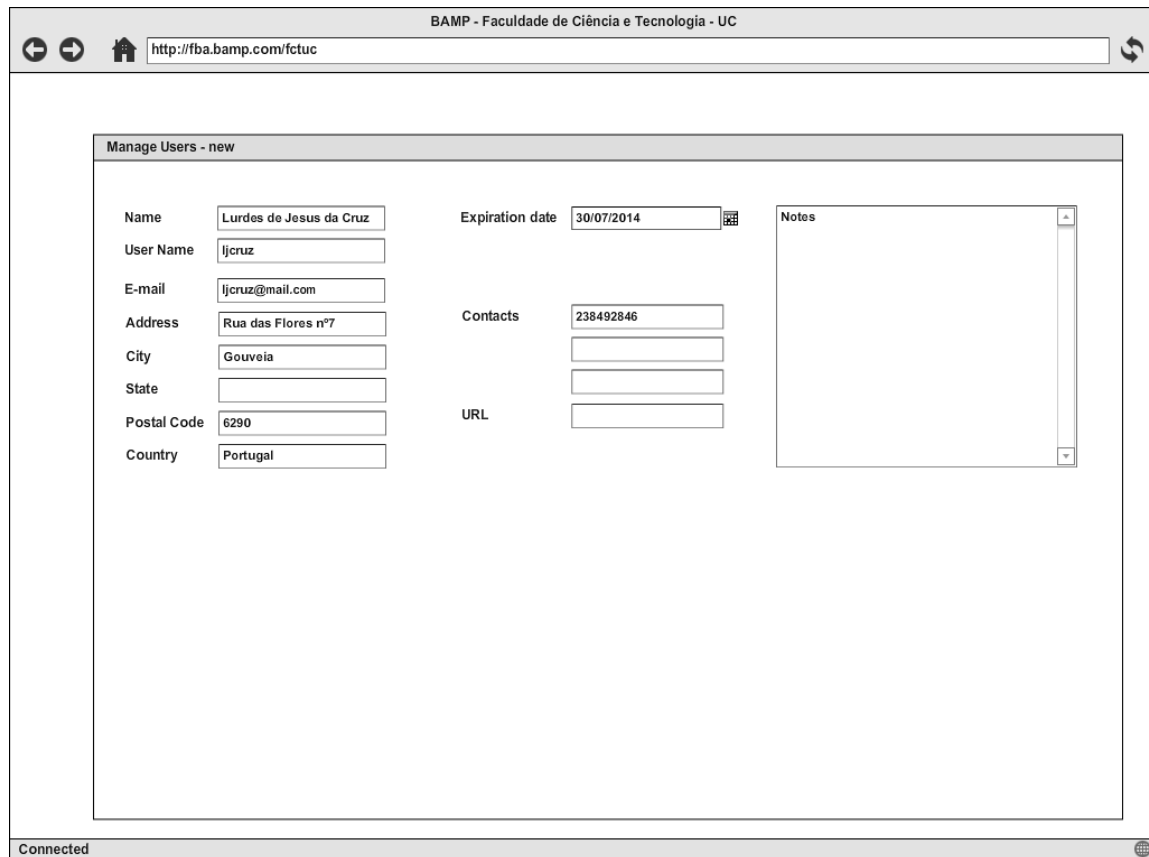 BAMP - Faculdade de Ciência e Tecnologia - UC
http://fba.bamp.com/fctuc
Manage Users - new
Name Lurdes de Jesus da Cruz
User Name ljcruz
E-mail ljcruz@mail.com
Address Rua das Flores nº7
City Gouveia
State
Postal Code 6290
Country Portugal
Expiration date 30/07/2014
Contacts 238492846
URL
Notes
Connected